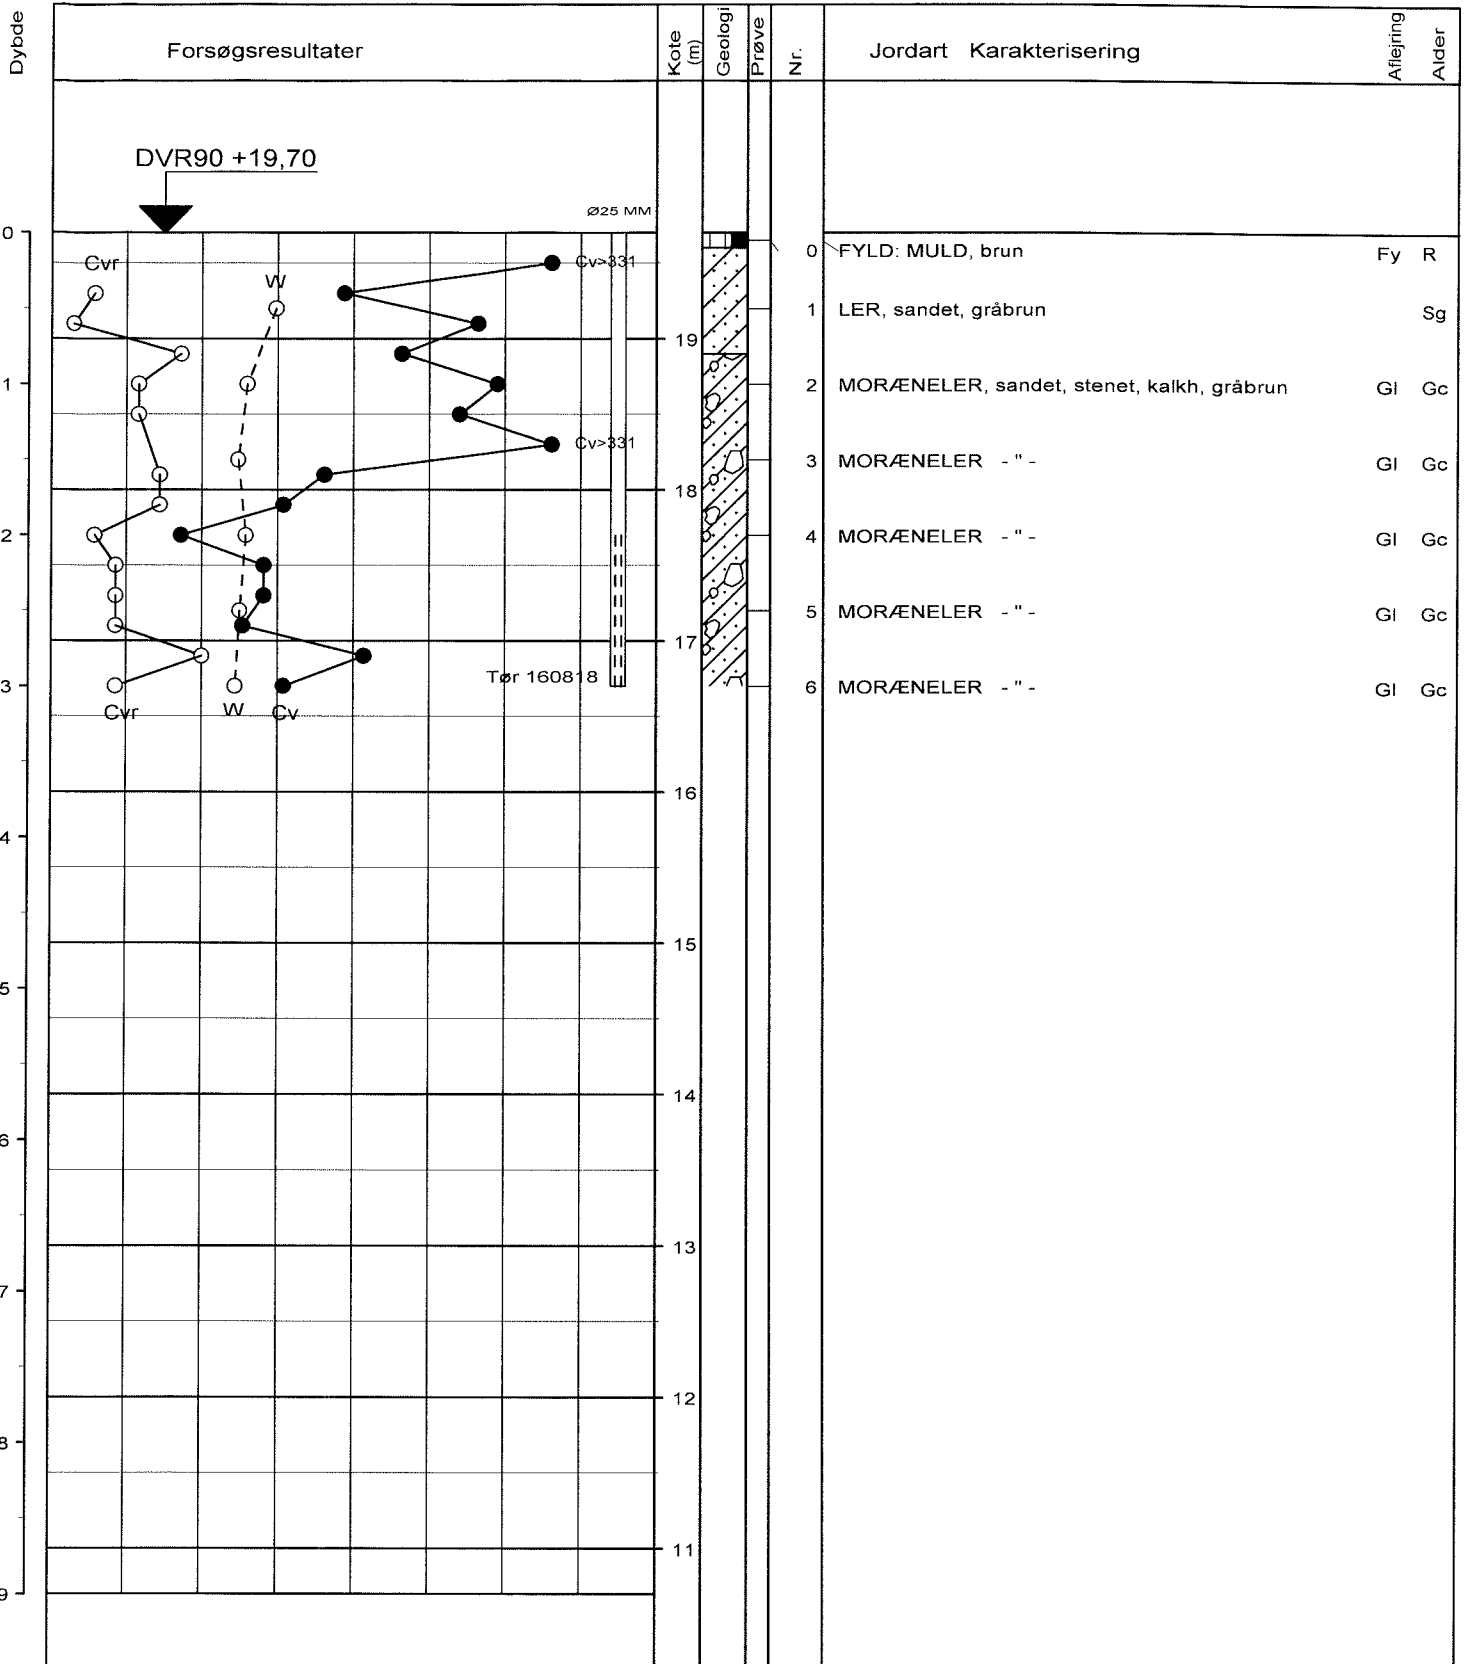 Dybde
Forsøgsresultater
Kote (m)
Geologi
Prøve
Nr.
Jordart Karakterisering
Aflejring
Alder
DVR90 +19,70
Ø25 MM
0
Cvr
W
Cv>331
0 FYLD: MULD, brun Fy R
1 LER, sandet, gråbrun Sg
19
1
2 MORÆNELER, sandet, stenet, kalkh, gråbrun Gl Gc
Cv>331
3 MORÆNELER - " - Gl Gc
18
2
4 MORÆNELER - " - Gl Gc
5 MORÆNELER - " - Gl Gc
17
Tør 160818
3
6 MORÆNELER - " - Gl Gc
Cvr
W
Cv
16
4
15
5
14
6
13
7
12
8
11
9